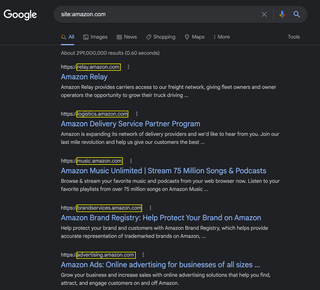 Google
site:amazon.com
All
Images
News
Shopping
Maps
More
Tools
About 299,000,000 results (0.60 seconds)
https://relay.amazon.com
Amazon Relay
Amazon Relay provides carriers access to our freight network, giving fleet owners and owner
operators the opportunity to grow their truck driving ...
https://logistics.amazon.com
Amazon Delivery Service Partner Program
Amazon is expanding its network of delivery providers and we'd like to hear from you. Join our
last mile revolution and help us give our customers the best ...
https://music.amazon.com
Amazon Music Unlimited | Stream 75 Million Songs & Podcasts
Browse & stream your favorite music and podcasts from your web browser now. Listen to your
favorite playlists from over 75 million songs on Amazon Music.
https://brandservices.amazon.com
Amazon Brand Registry: Help Protect Your Brand on Amazon
Help protect your brand and customers with Amazon Brand Registry, which helps provide
accurate representation of trademarked brands on Amazon, ...
https://advertising.amazon.com
Amazon Ads: Online advertising for businesses of all sizes ...
Grow your business and increase sales with online advertising solutions that help you find,
attract, and engage customers on and off Amazon.